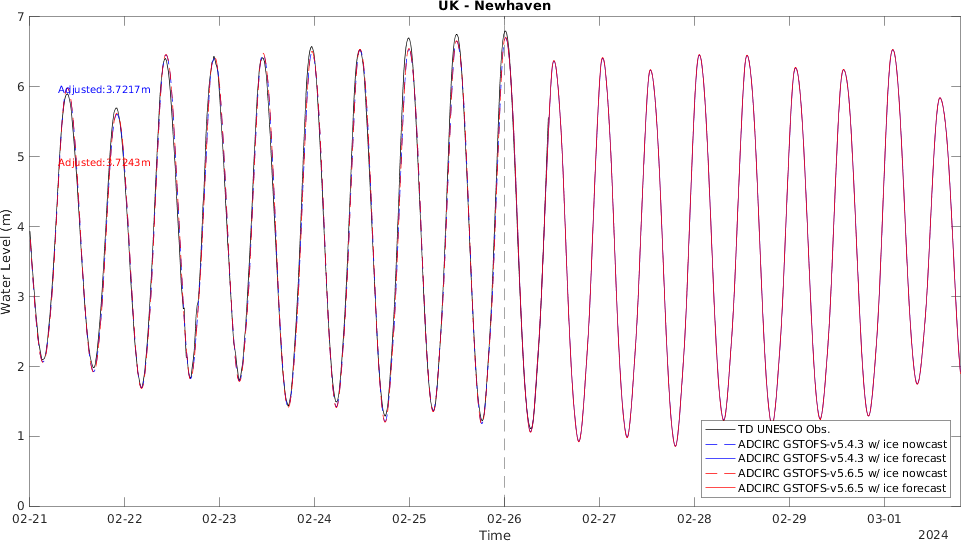 UK - Newhaven
7
6
5
4
3
2
1
0
Water Level (m)
Adjusted:3.7217m
Adjusted:3.7243m
TD UNESCO Obs.
ADCIRC GSTOFS-v5.4.3 w/ ice nowcast
ADCIRC GSTOFS-v5.4.3 w/ ice forecast
ADCIRC GSTOFS-v5.6.5 w/ ice nowcast
ADCIRC GSTOFS-v5.6.5 w/ ice forecast
02-21 02-22 02-23 02-24 02-25 02-26 02-27 02-28 02-29 03-01
Time
2024